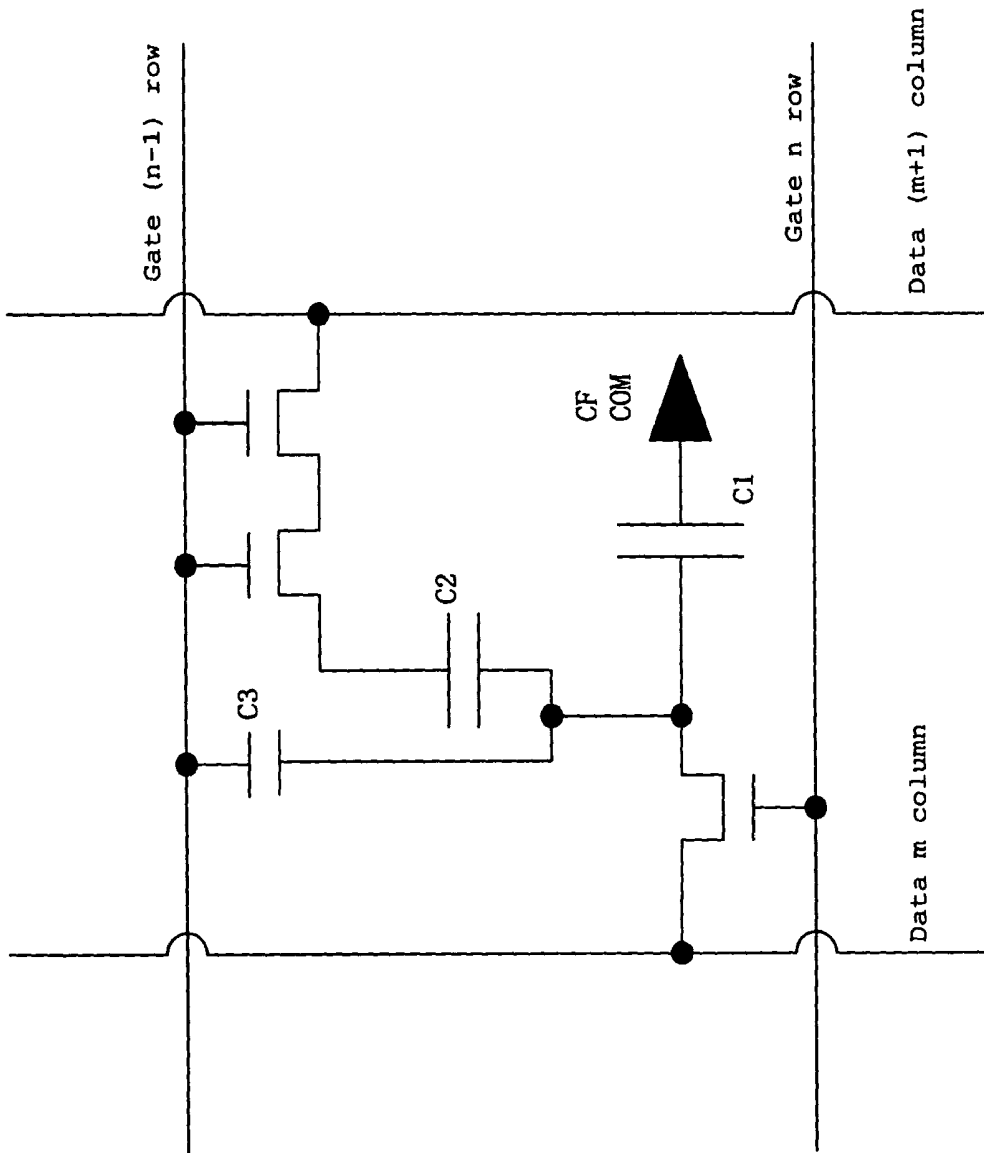 Gate (n-1) row
C3
C2
CF
COM
C1
Gate n row
Data m column
Data (m+1) column